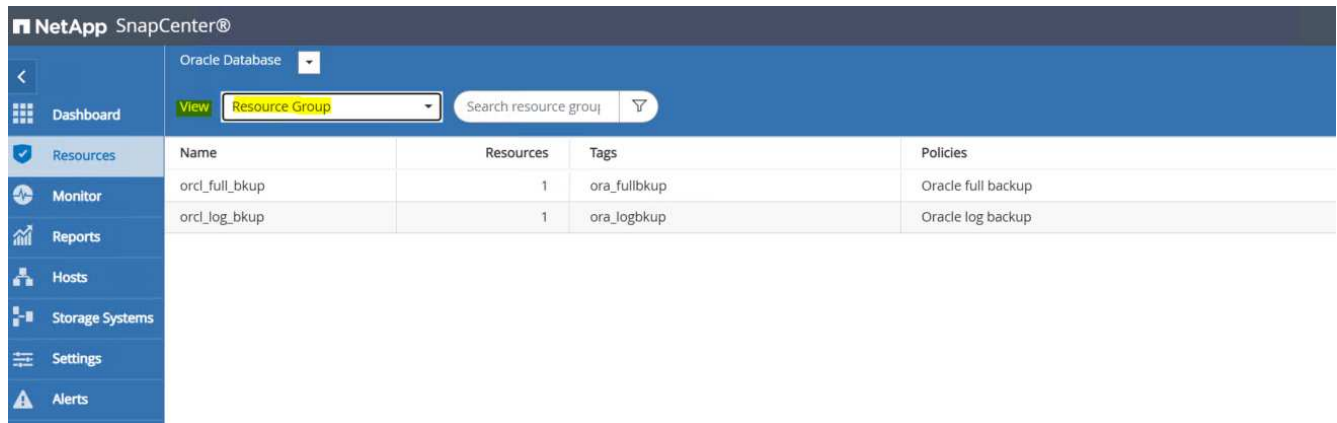 NetApp SnapCenter®
Oracle Database
View Resource Group Search resource grou
Dashboard
Resources
Monitor
Reports
Hosts
Storage Systems
Settings
Alerts
Name Resources Tags Policies
orcl_full_bkup 1 ora_fullbkup Oracle full backup
orcl_log_bkup 1 ora_logbkup Oracle log backup